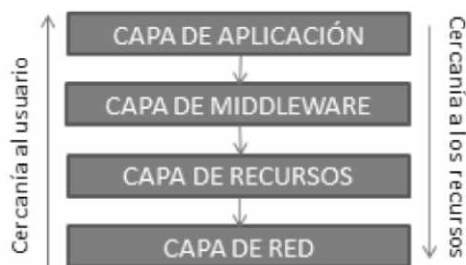 CAPA DE APLICACIÓN
CAPA DE MIDDLEWARE
CAPA DE RECURSOS
CAPA DE RED
Cercanía al usuario
Cercanía a los recursos